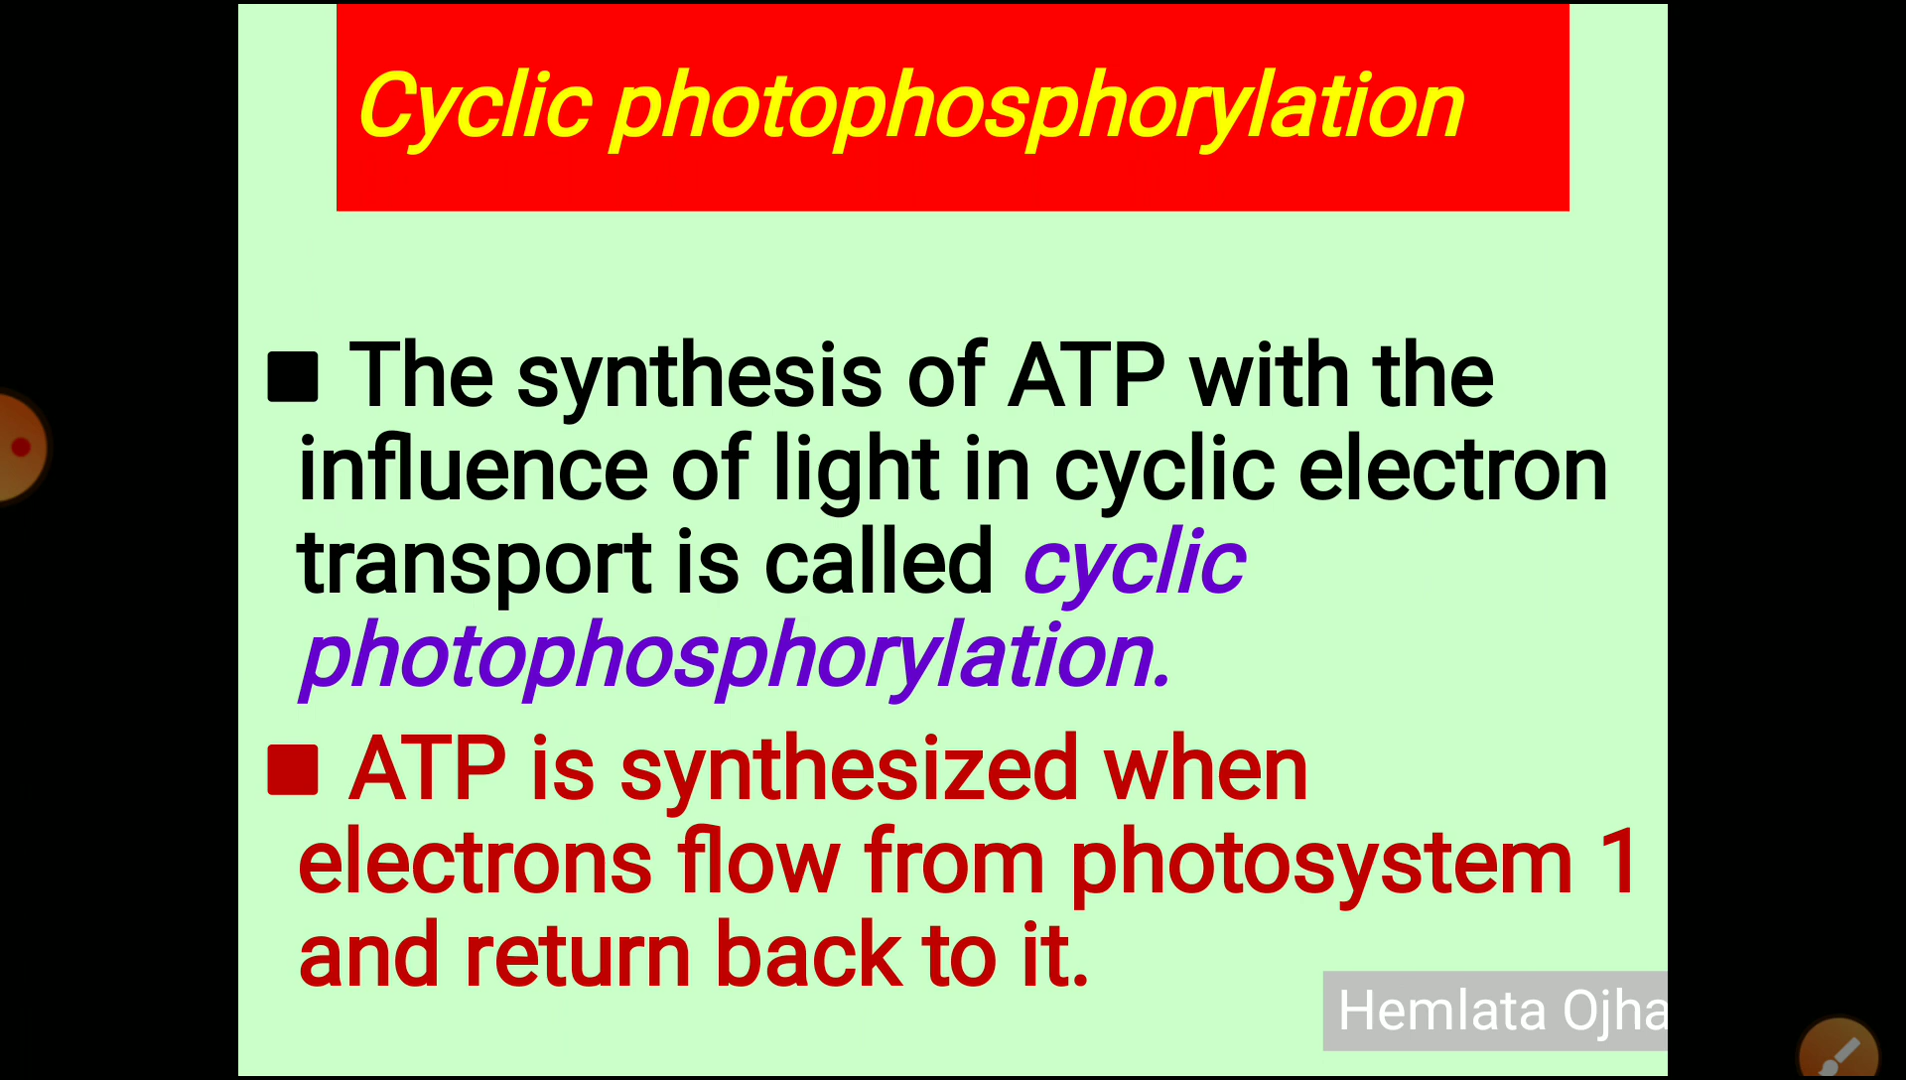 Cyclic photophosphorylation
■ The synthesis of ATP with the
influence of light in cyclic electron
transport is called cyclic
photophosphorylation.
■ ATP is synthesized when
electrons flow from photosystem 1
and return back to it.
Hemlata Ojha